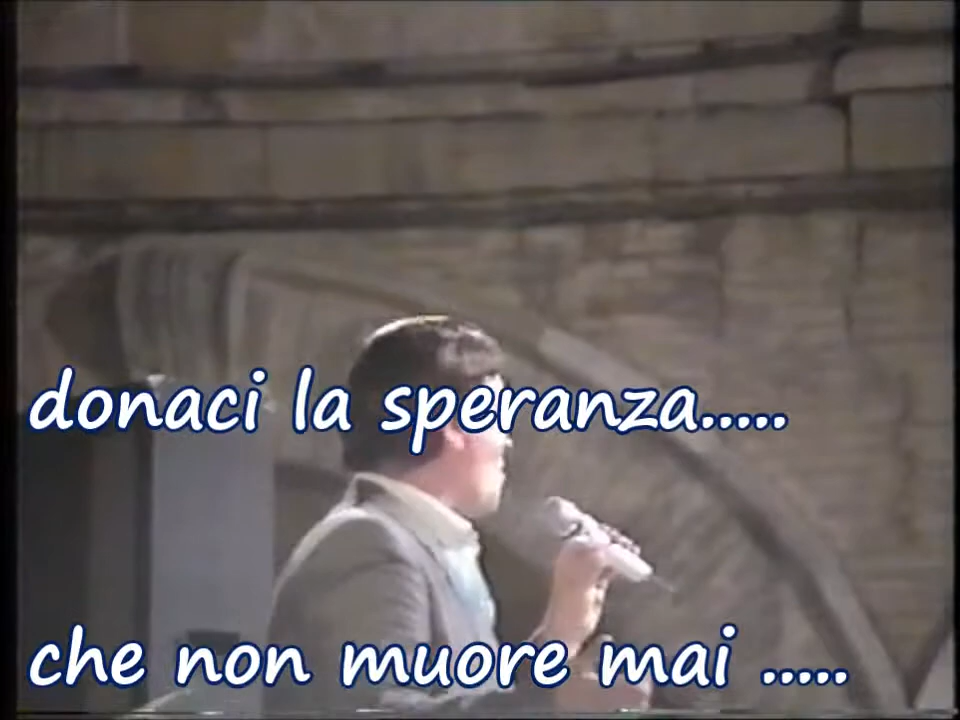 donaci la speranza.....
che non muore mai .....